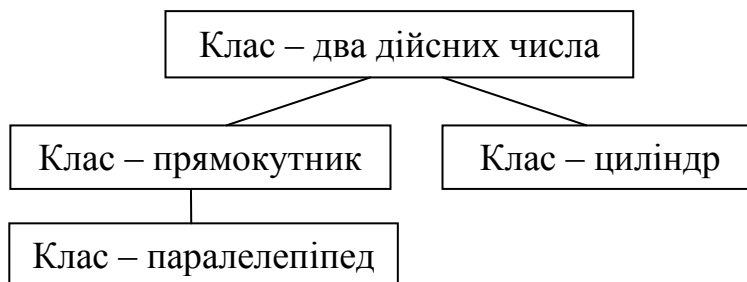 Клас – два дійсних числа
Клас – прямокутник
Клас – циліндр
Клас – паралелепіпед